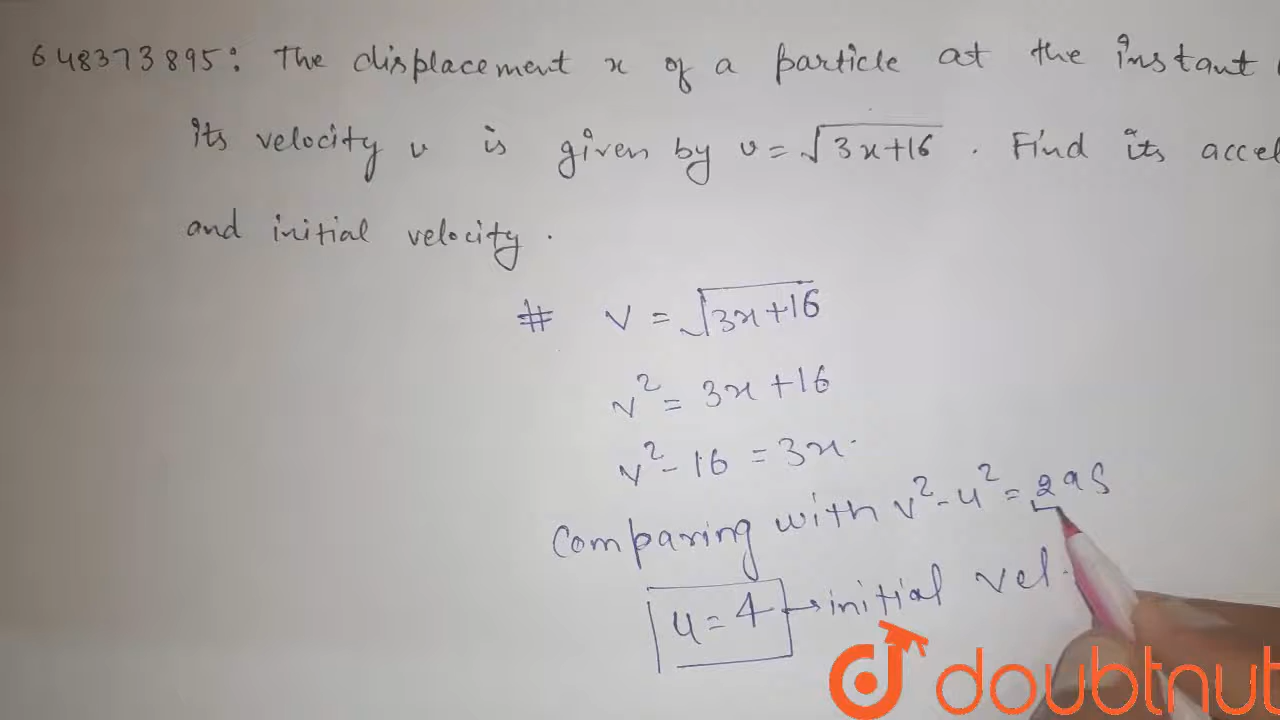 648373895: The displacement x of a particle at the instant
its velocity v is given by v = √3x+16 . Find its accel
and initial velocity.
# v = √3x+16
v² = 3x+16
v² - 16 = 3x.
Comparing with v² - u² = 2as
u = 4 → initial vel.
doubtnut